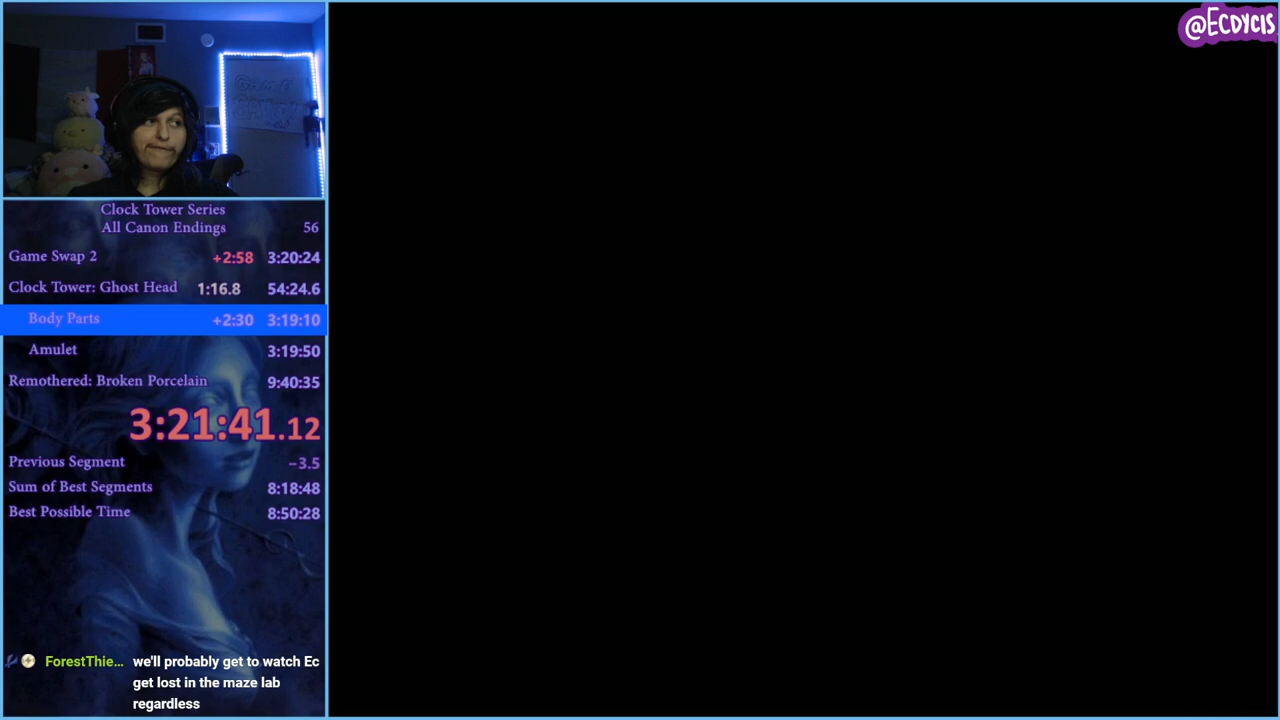 @ECDYCIS
GAME
Clock Tower Series
All Canon Endings 56
Game Swap 2 +2:58 3:20:24
Clock Tower: Ghost Head 1:16.8 54:24.6
Body Parts +2:30 3:19:10
Amulet 3:19:50
Remothered: Broken Porcelain 9:40:35
3:21:41.12
Previous Segment −3.5
Sum of Best Segments 8:18:48
Best Possible Time 8:50:28
ForestThie... we'll probably get to watch Ec
get lost in the maze lab
regardless